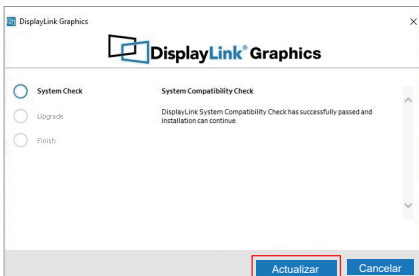 DisplayLink Graphics
DisplayLink® Graphics
System Check
Upgrade
Finish
System Compatibility Check
DisplayLink System Compatibility Check has successfully passed and
installation can continue.
Actualizar
Cancelar